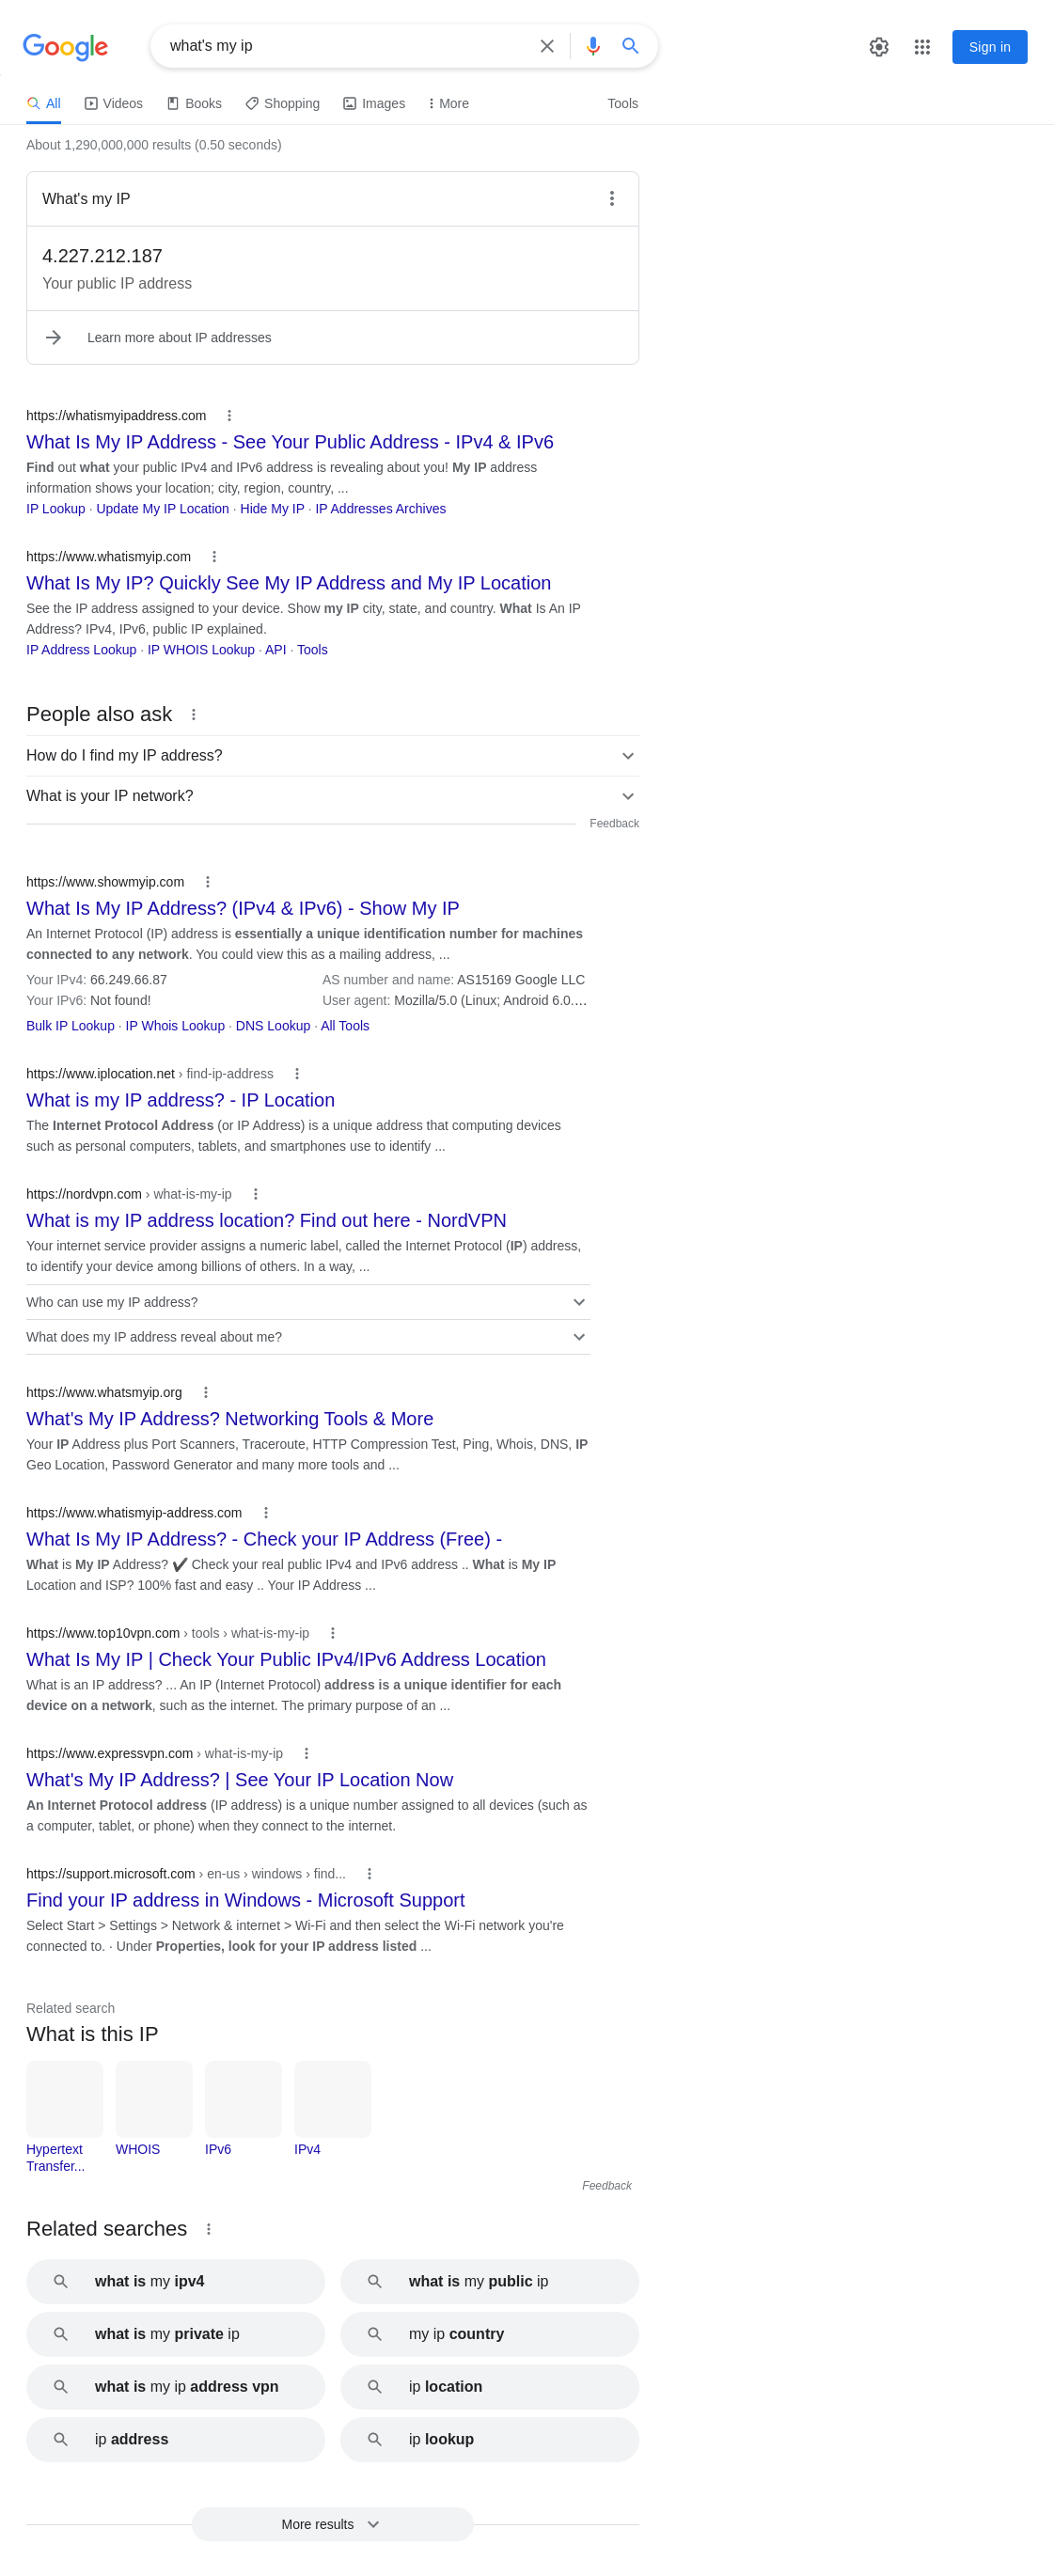 Google
what's my ip
Sign in
All
Videos
Books
Shopping
Images
More
Tools
About 1,290,000,000 results (0.50 seconds)
What's my IP
4.227.212.187
Your public IP address
Learn more about IP addresses
https://whatismyipaddress.com
What Is My IP Address - See Your Public Address - IPv4 & IPv6
Find out what your public IPv4 and IPv6 address is revealing about you! My IP address
information shows your location; city, region, country, ...
IP Lookup · Update My IP Location · Hide My IP · IP Addresses Archives
https://www.whatismyip.com
What Is My IP? Quickly See My IP Address and My IP Location
See the IP address assigned to your device. Show my IP city, state, and country. What Is An IP
Address? IPv4, IPv6, public IP explained.
IP Address Lookup · IP WHOIS Lookup · API · Tools
People also ask
How do I find my IP address?
What is your IP network?
Feedback
https://www.showmyip.com
What Is My IP Address? (IPv4 & IPv6) - Show My IP
An Internet Protocol (IP) address is essentially a unique identification number for machines
connected to any network. You could view this as a mailing address, ...
Your IPv4: 66.249.66.87
AS number and name: AS15169 Google LLC
Your IPv6: Not found!
User agent: Mozilla/5.0 (Linux; Android 6.0....
Bulk IP Lookup · IP Whois Lookup · DNS Lookup · All Tools
https://www.iplocation.net › find-ip-address
What is my IP address? - IP Location
The Internet Protocol Address (or IP Address) is a unique address that computing devices
such as personal computers, tablets, and smartphones use to identify ...
https://nordvpn.com › what-is-my-ip
What is my IP address location? Find out here - NordVPN
Your internet service provider assigns a numeric label, called the Internet Protocol (IP) address,
to identify your device among billions of others. In a way, ...
Who can use my IP address?
What does my IP address reveal about me?
https://www.whatsmyip.org
What's My IP Address? Networking Tools & More
Your IP Address plus Port Scanners, Traceroute, HTTP Compression Test, Ping, Whois, DNS, IP
Geo Location, Password Generator and many more tools and ...
https://www.whatismyip-address.com
What Is My IP Address? - Check your IP Address (Free) -
What is My IP Address? ✔ Check your real public IPv4 and IPv6 address .. What is My IP
Location and ISP? 100% fast and easy .. Your IP Address ...
https://www.top10vpn.com › tools › what-is-my-ip
What Is My IP | Check Your Public IPv4/IPv6 Address Location
What is an IP address? ... An IP (Internet Protocol) address is a unique identifier for each
device on a network, such as the internet. The primary purpose of an ...
https://www.expressvpn.com › what-is-my-ip
What's My IP Address? | See Your IP Location Now
An Internet Protocol address (IP address) is a unique number assigned to all devices (such as
a computer, tablet, or phone) when they connect to the internet.
https://support.microsoft.com › en-us › windows › find...
Find your IP address in Windows - Microsoft Support
Select Start > Settings > Network & internet > Wi-Fi and then select the Wi-Fi network you're
connected to. · Under Properties, look for your IP address listed ...
Related search
What is this IP
Hypertext
Transfer...
WHOIS
IPv6
IPv4
Feedback
Related searches
what is my ipv4
what is my public ip
what is my private ip
my ip country
what is my ip address vpn
ip location
ip address
ip lookup
More results